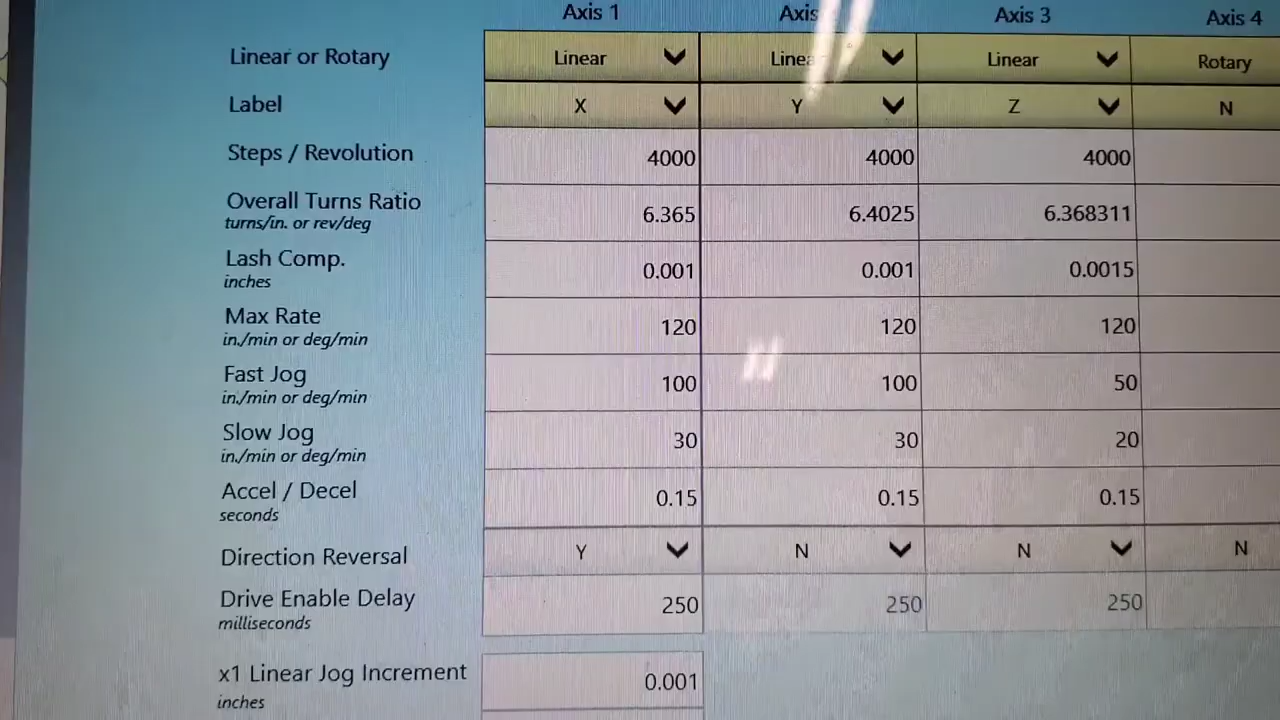 Axis 1 Axis Axis 3 Axis 4
Linear or Rotary Linear Linea Linear Rotary
Label X Y Z N
Steps / Revolution 4000 4000 4000
Overall Turns Ratio 6.365 6.4025 6.368311
turns/in. or rev/deg
Lash Comp. 0.001 0.001 0.0015
inches
Max Rate 120 120 120
in./min or deg/min
Fast Jog 100 100 50
in./min or deg/min
Slow Jog 30 30 20
in./min or deg/min
Accel / Decel 0.15 0.15 0.15
seconds
Direction Reversal Y N N N
Drive Enable Delay 250 250 250
milliseconds
x1 Linear Jog Increment 0.001
inches